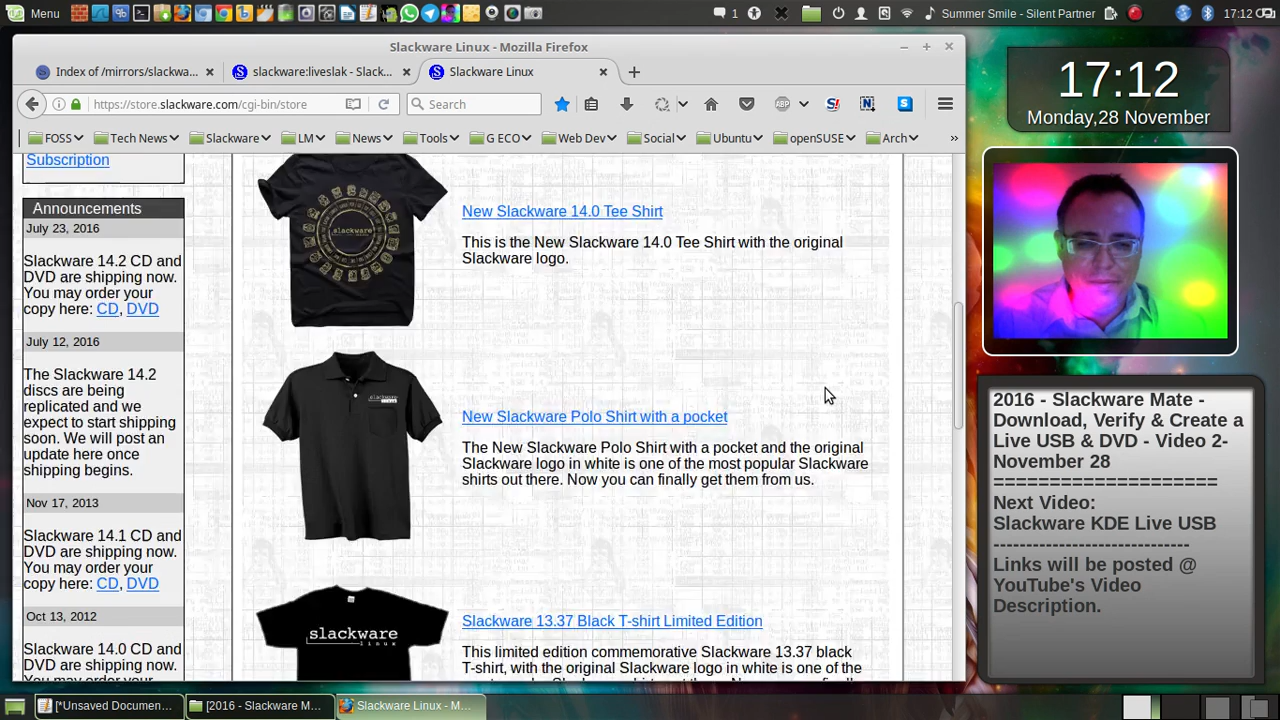 Menu
1
Summer Smile - Silent Partner
17:12
Slackware Linux - Mozilla Firefox
Index of /mirrors/slackwa...
slackware:liveslak - Slack...
Slackware Linux
https://store.slackware.com/cgi-bin/store
Search
ABP
FOSS
Tech News
Slackware
LM
News
Tools
G ECO
Web Dev
Social
Ubuntu
openSUSE
Arch
»
Subscription
Announcements
July 23, 2016
Slackware 14.2 CD and
DVD are shipping now.
You may order your
copy here: CD, DVD
July 12, 2016
The Slackware 14.2
discs are being
replicated and we
expect to start shipping
soon. We will post an
update here once
shipping begins.
Nov 17, 2013
Slackware 14.1 CD and
DVD are shipping now.
You may order your
copy here: CD, DVD
Oct 13, 2012
Slackware 14.0 CD and
DVD are shipping now.
You may order your
slackware
New Slackware 14.0 Tee Shirt
This is the New Slackware 14.0 Tee Shirt with the original
Slackware logo.
slackware
New Slackware Polo Shirt with a pocket
The New Slackware Polo Shirt with a pocket and the original
Slackware logo in white is one of the most popular Slackware
shirts out there. Now you can finally get them from us.
slackware
linux
Slackware 13.37 Black T-shirt Limited Edition
This limited edition commemorative Slackware 13.37 black
T-shirt, with the original Slackware logo in white is one of the
17:12
Monday,28 November
2016 - Slackware Mate -
Download, Verify & Create a
Live USB & DVD - Video 2-
November 28
=====================
Next Video:
Slackware KDE Live USB
----------------------------
Links will be posted @
YouTube's Video
Description.
[*Unsaved Documen...
[2016 - Slackware M...
Slackware Linux - M...